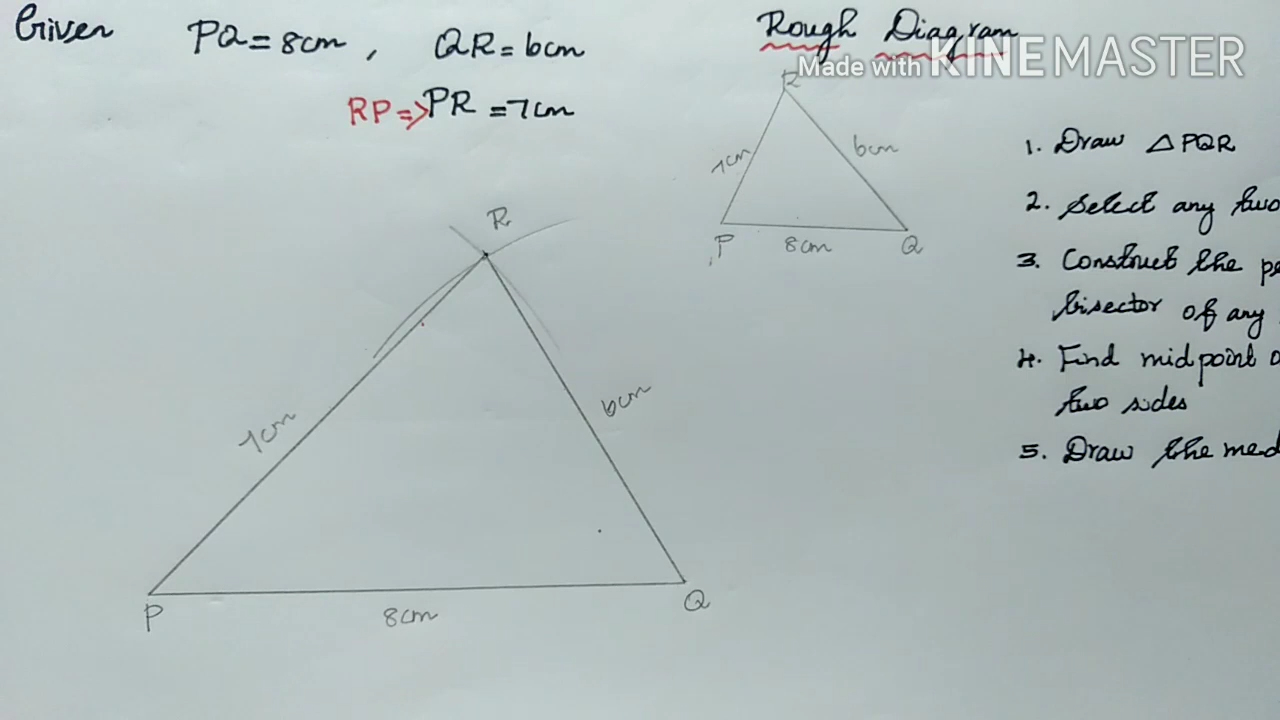 Given PQ = 8cm , QR = 6cm
RP => PR = 7cm
Rough Diagram
Made with KINEMASTER
R
7cm
6cm
P
8cm
Q
1. Draw △ PQR
2. Select any two
3. Construct the pe
bisector of any
4. Find midpoint o
two sides
5. Draw the med
R
7cm
6cm
P
8cm
Q